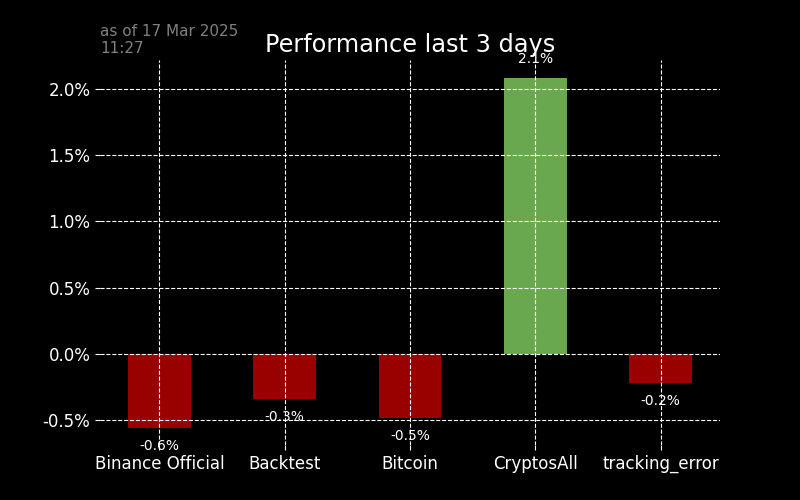 as of 17 Mar 2025
11:27
Performance last 3 days
2.1%
2.0%
1.5%
1.0%
0.5%
0.0%
-0.5%
-0.6%
-0.3%
-0.5%
-0.2%
Binance Official
Backtest
Bitcoin
CryptosAll
tracking_error